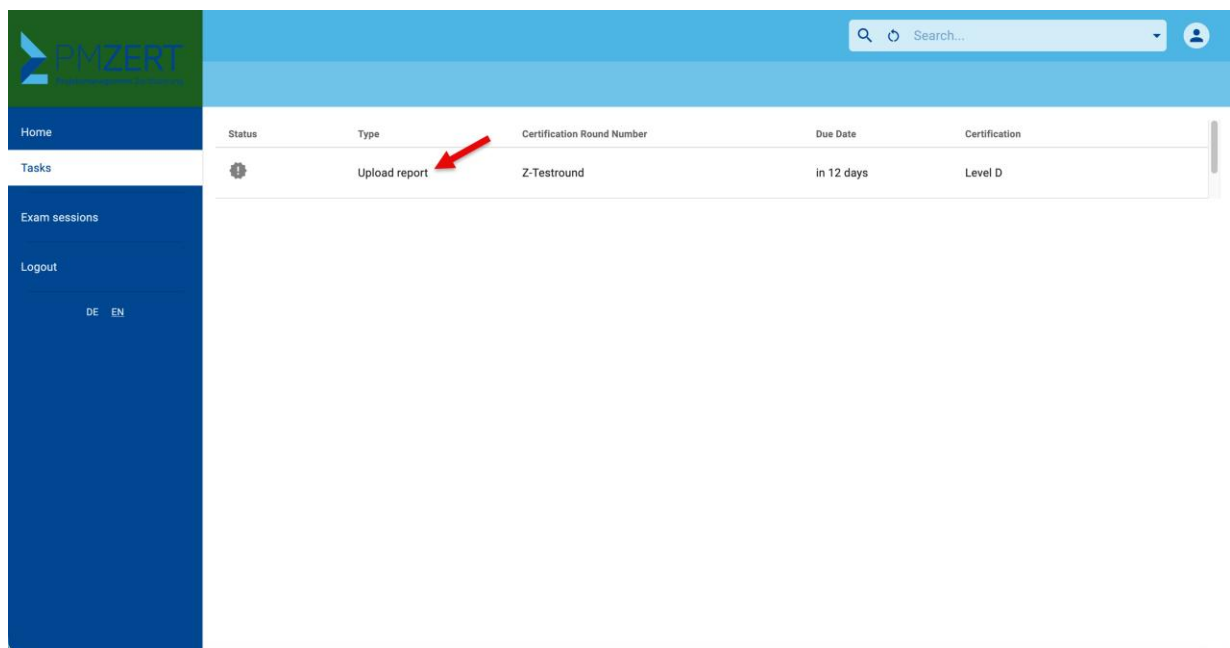 PMZERT
Search...
Home
Tasks
Exam sessions
Logout
DE EN
Status Type Certification Round Number Due Date Certification
Upload report Z-Testround in 12 days Level D